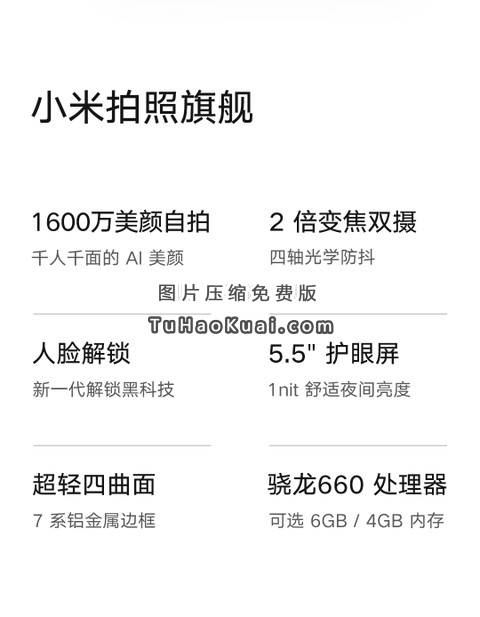 小米拍照旗舰
1600万美颜自拍
千人千面的 AI 美颜
2 倍变焦双摄
四轴光学防抖
图片压缩免费版
TuHaoKuai.com
人脸解锁
新一代解锁黑科技
5.5" 护眼屏
1nit 舒适夜间亮度
超轻四曲面
7 系铝金属边框
骁龙660 处理器
可选 6GB / 4GB 内存